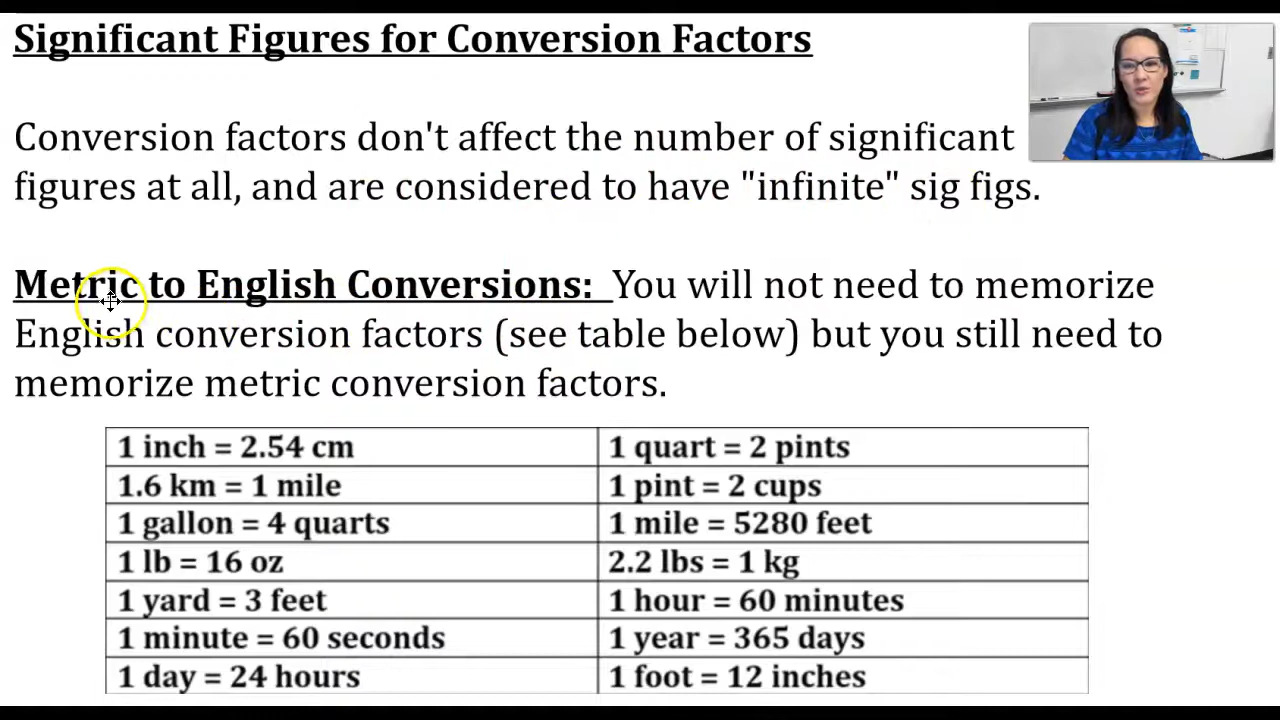 Significant Figures for Conversion Factors
Conversion factors don't affect the number of significant
figures at all, and are considered to have "infinite" sig figs.
Metric to English Conversions: You will not need to memorize
English conversion factors (see table below) but you still need to
memorize metric conversion factors.
1 inch = 2.54 cm
1 quart = 2 pints
1.6 km = 1 mile
1 pint = 2 cups
1 gallon = 4 quarts
1 mile = 5280 feet
1 lb = 16 oz
2.2 lbs = 1 kg
1 yard = 3 feet
1 hour = 60 minutes
1 minute = 60 seconds
1 year = 365 days
1 day = 24 hours
1 foot = 12 inches